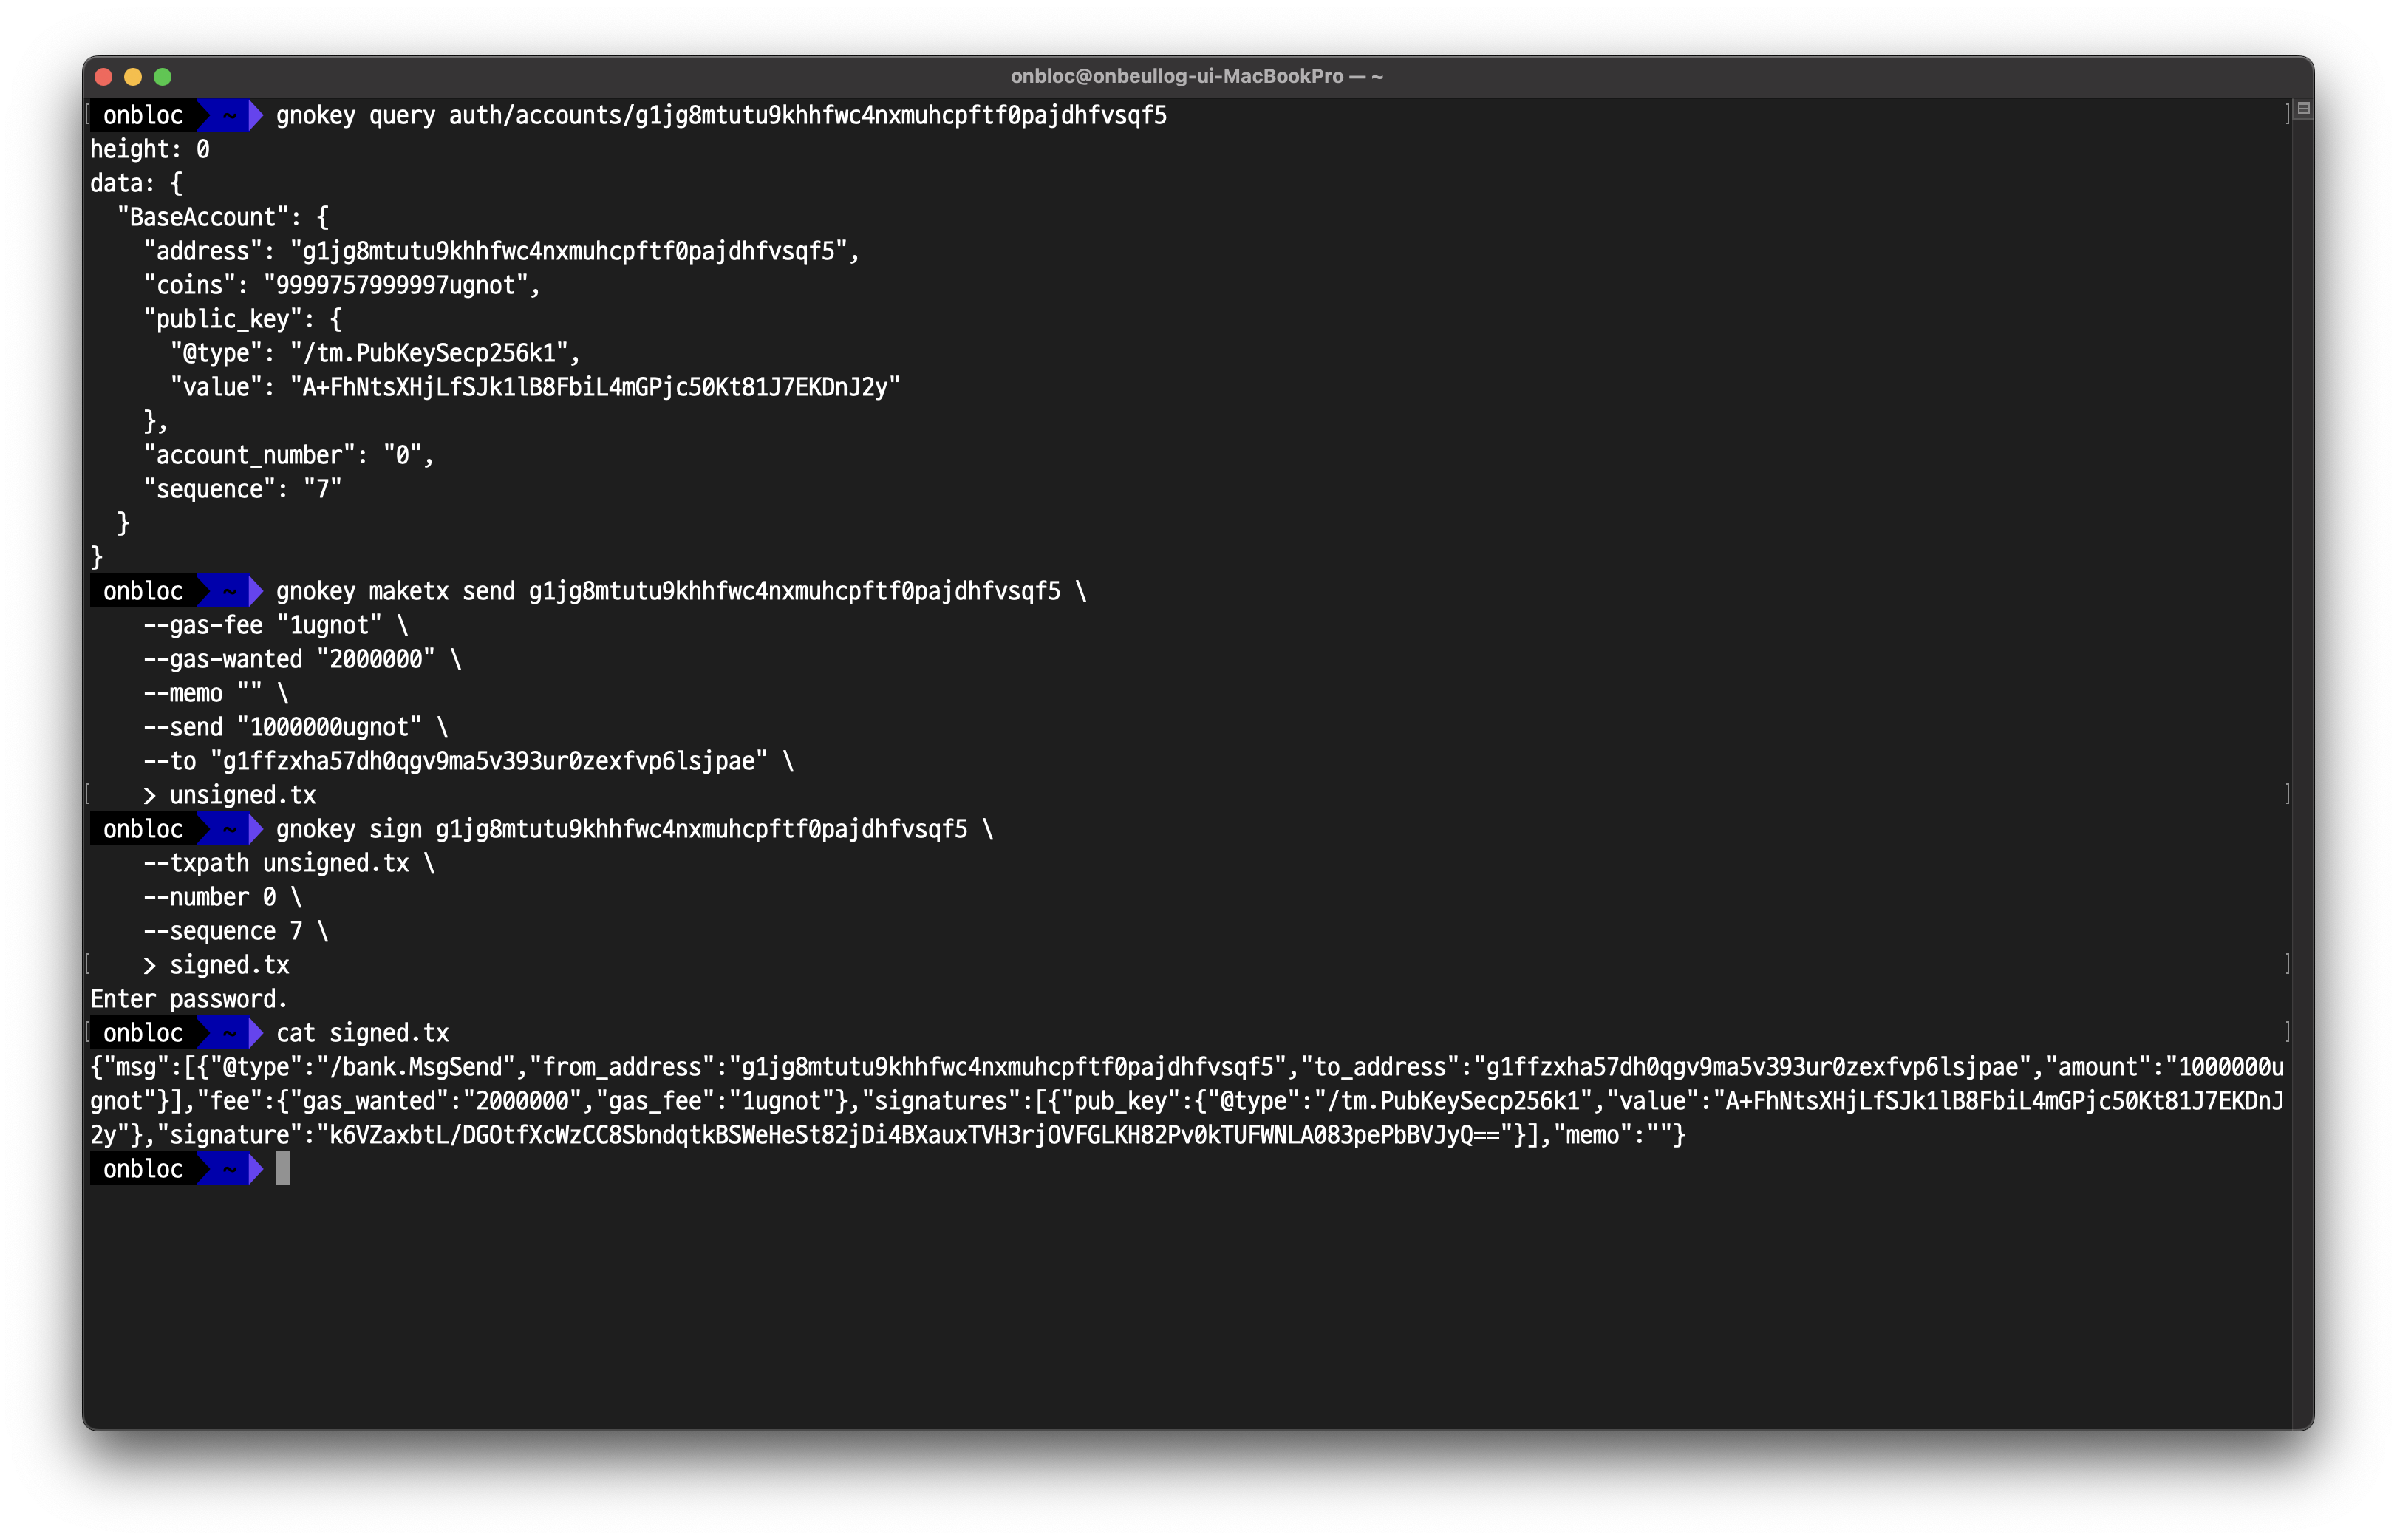 onbloc@onbeullog-ui-MacBookPro — ~
onbloc ~ gnokey query auth/accounts/g1jg8mtutu9khhfwc4nxmuhcpftf0pajdhfvsqf5
height: 0
data: {
  "BaseAccount": {
    "address": "g1jg8mtutu9khhfwc4nxmuhcpftf0pajdhfvsqf5",
    "coins": "9999757999997ugnot",
    "public_key": {
      "@type": "/tm.PubKeySecp256k1",
      "value": "A+FhNtsXHjLfSJk1lB8FbiL4mGPjc50Kt81J7EKDnJ2y"
    },
    "account_number": "0",
    "sequence": "7"
  }
}
onbloc ~ gnokey maketx send g1jg8mtutu9khhfwc4nxmuhcpftf0pajdhfvsqf5 \
    --gas-fee "1ugnot" \
    --gas-wanted "2000000" \
    --memo "" \
    --send "1000000ugnot" \
    --to "g1ffzxha57dh0qgv9ma5v393ur0zexfvp6lsjpae" \
    > unsigned.tx
onbloc ~ gnokey sign g1jg8mtutu9khhfwc4nxmuhcpftf0pajdhfvsqf5 \
    --txpath unsigned.tx \
    --number 0 \
    --sequence 7 \
    > signed.tx
Enter password.
onbloc ~ cat signed.tx
{"msg":[{"@type":"/bank.MsgSend","from_address":"g1jg8mtutu9khhfwc4nxmuhcpftf0pajdhfvsqf5","to_address":"g1ffzxha57dh0qgv9ma5v393ur0zexfvp6lsjpae","amount":"1000000u
gnot"}],"fee":{"gas_wanted":"2000000","gas_fee":"1ugnot"},"signatures":[{"pub_key":{"@type":"/tm.PubKeySecp256k1","value":"A+FhNtsXHjLfSJk1lB8FbiL4mGPjc50Kt81J7EKDnJ
2y"},"signature":"k6VZaxbtL/DGOtfXcWzCC8SbndqtkBSWeHeSt82jDi4BXauxTVH3rjOVFGLKH82Pv0kTUFWNLA083pePbBVJyQ=="}],"memo":""}
onbloc ~